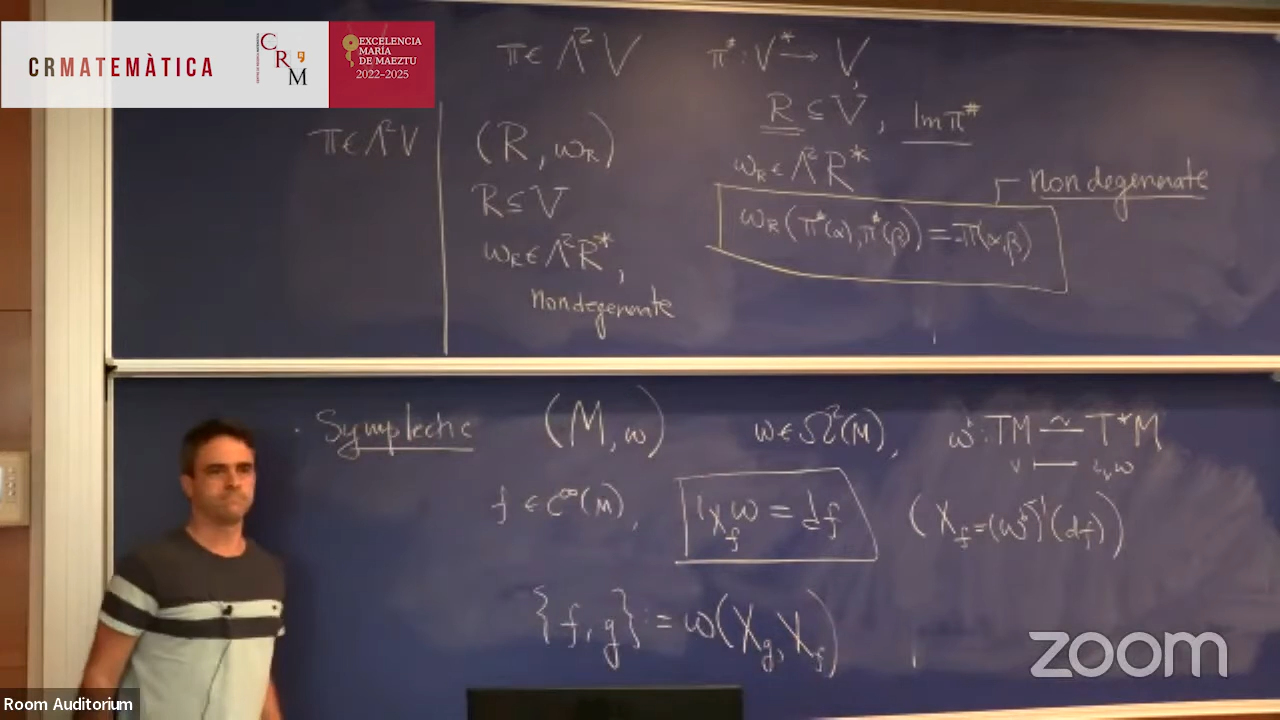 CRMATEMÀTICA
CRM
EXCELENCIA
MARÍA
DE MAEZTU
2022-2025
π ∈ Λ²V    π^#: V^* → V,
R ⊆ V, Im π^#
π ∈ Λ²V    (R, ω_R)    ω_R ∈ Λ²R^*
R ⊆ V    Nondegenerate
ω_R(π^#(α), π^#(β)) = -π(α,β)
ω_R ∈ Λ²R^*,
Nondegenerate
· Symplectic (M, ω)    ω ∈ Ω²(M), ω^♭: TM ~→ T^*M
v ↦ i_v ω
f ∈ C^∞(M), i_{X_f} ω = df    (X_f = (ω^♭)^{-1}(df))
{f, g} := ω(X_g, X_f)
zoom
Room Auditorium